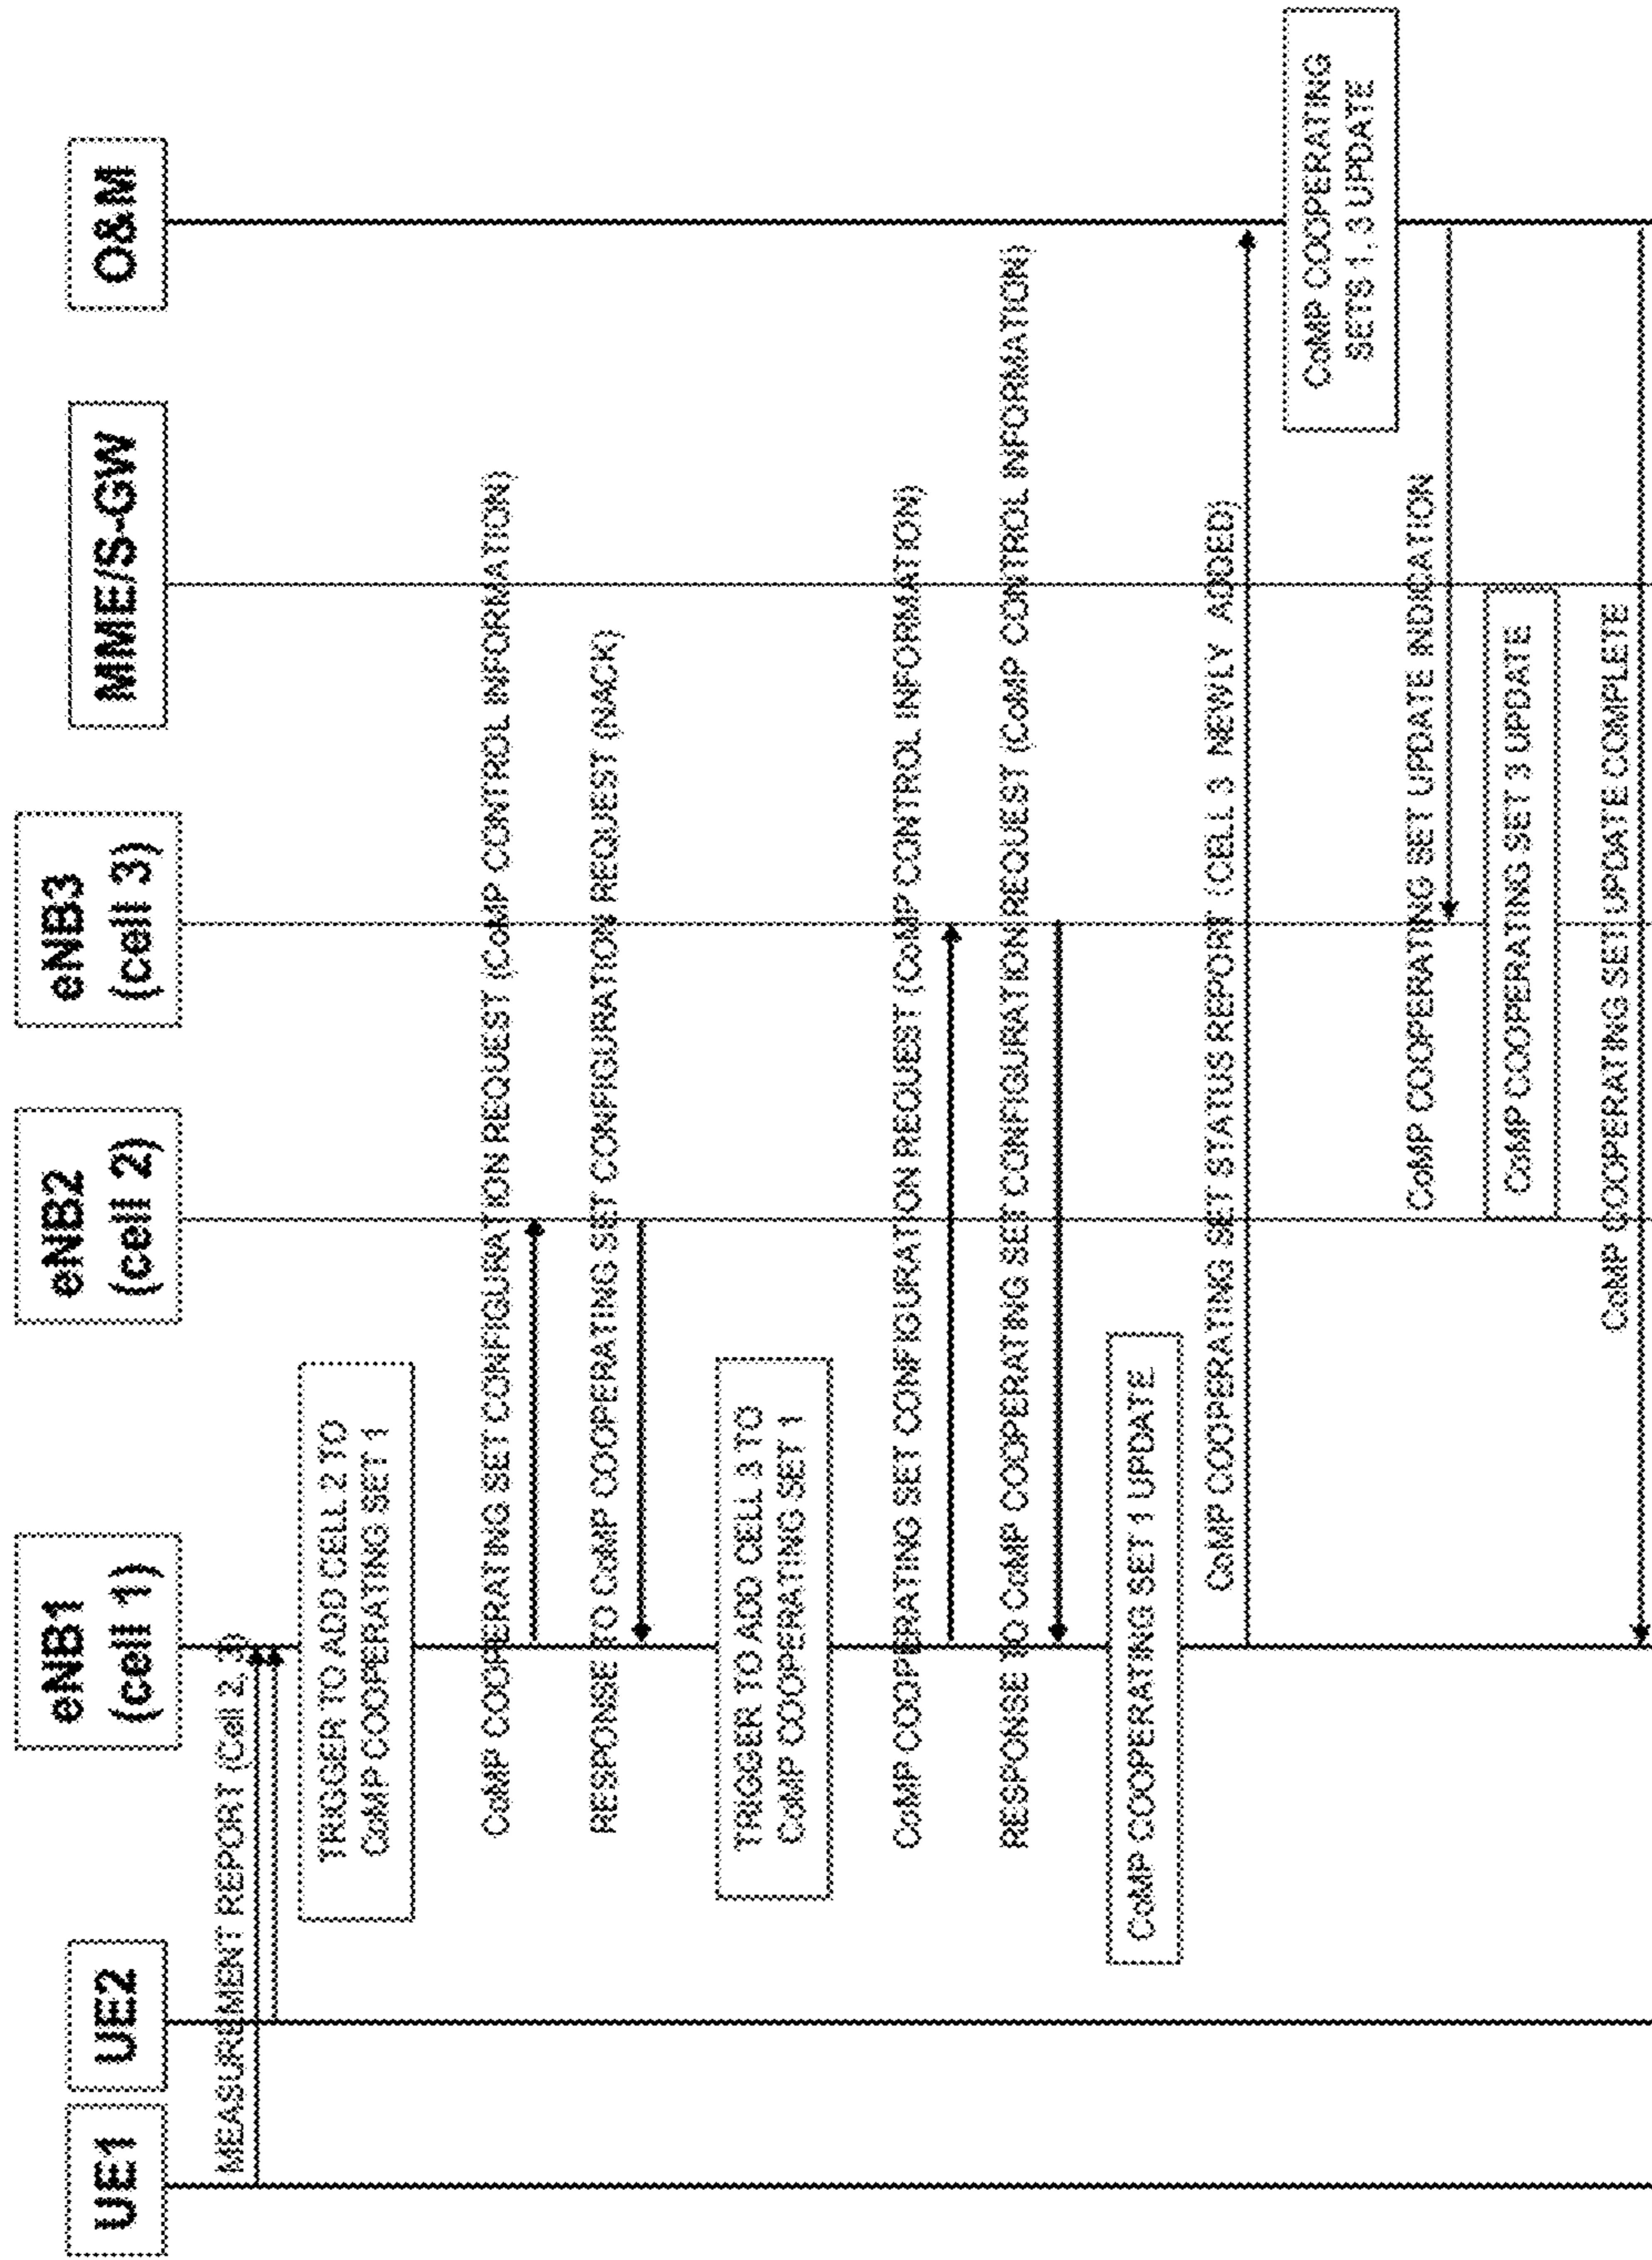 UE1
UE2
eNB1
(cell 1)
eNB2
(cell 2)
eNB3
(cell 3)
MME/S-GW
O&M
MEASUREMENT REPORT (Cell 2, 3)
TRIGGER TO ADD CELL 2 TO
CoMP COOPERATING SET 1
CoMP COOPERATING SET CONFIGURATION REQUEST (CoMP CONTROL INFORMATION)
RESPONSE TO CoMP COOPERATING SET CONFIGURATION REQUEST (NACK)
TRIGGER TO ADD CELL 3 TO
CoMP COOPERATING SET 1
CoMP COOPERATING SET CONFIGURATION REQUEST (CoMP CONTROL INFORMATION)
RESPONSE TO CoMP COOPERATING SET CONFIGURATION REQUEST (CoMP CONTROL INFORMATION)
CoMP COOPERATING SET 1 UPDATE
CoMP COOPERATING SET STATUS REPORT (CELL 3 NEWLY ADDED)
CoMP COOPERATING
SETS 1, 3 UPDATE
CoMP COOPERATING SET UPDATE INDICATION
CoMP COOPERATING SET 3 UPDATE
CoMP COOPERATING SET UPDATE COMPLETE